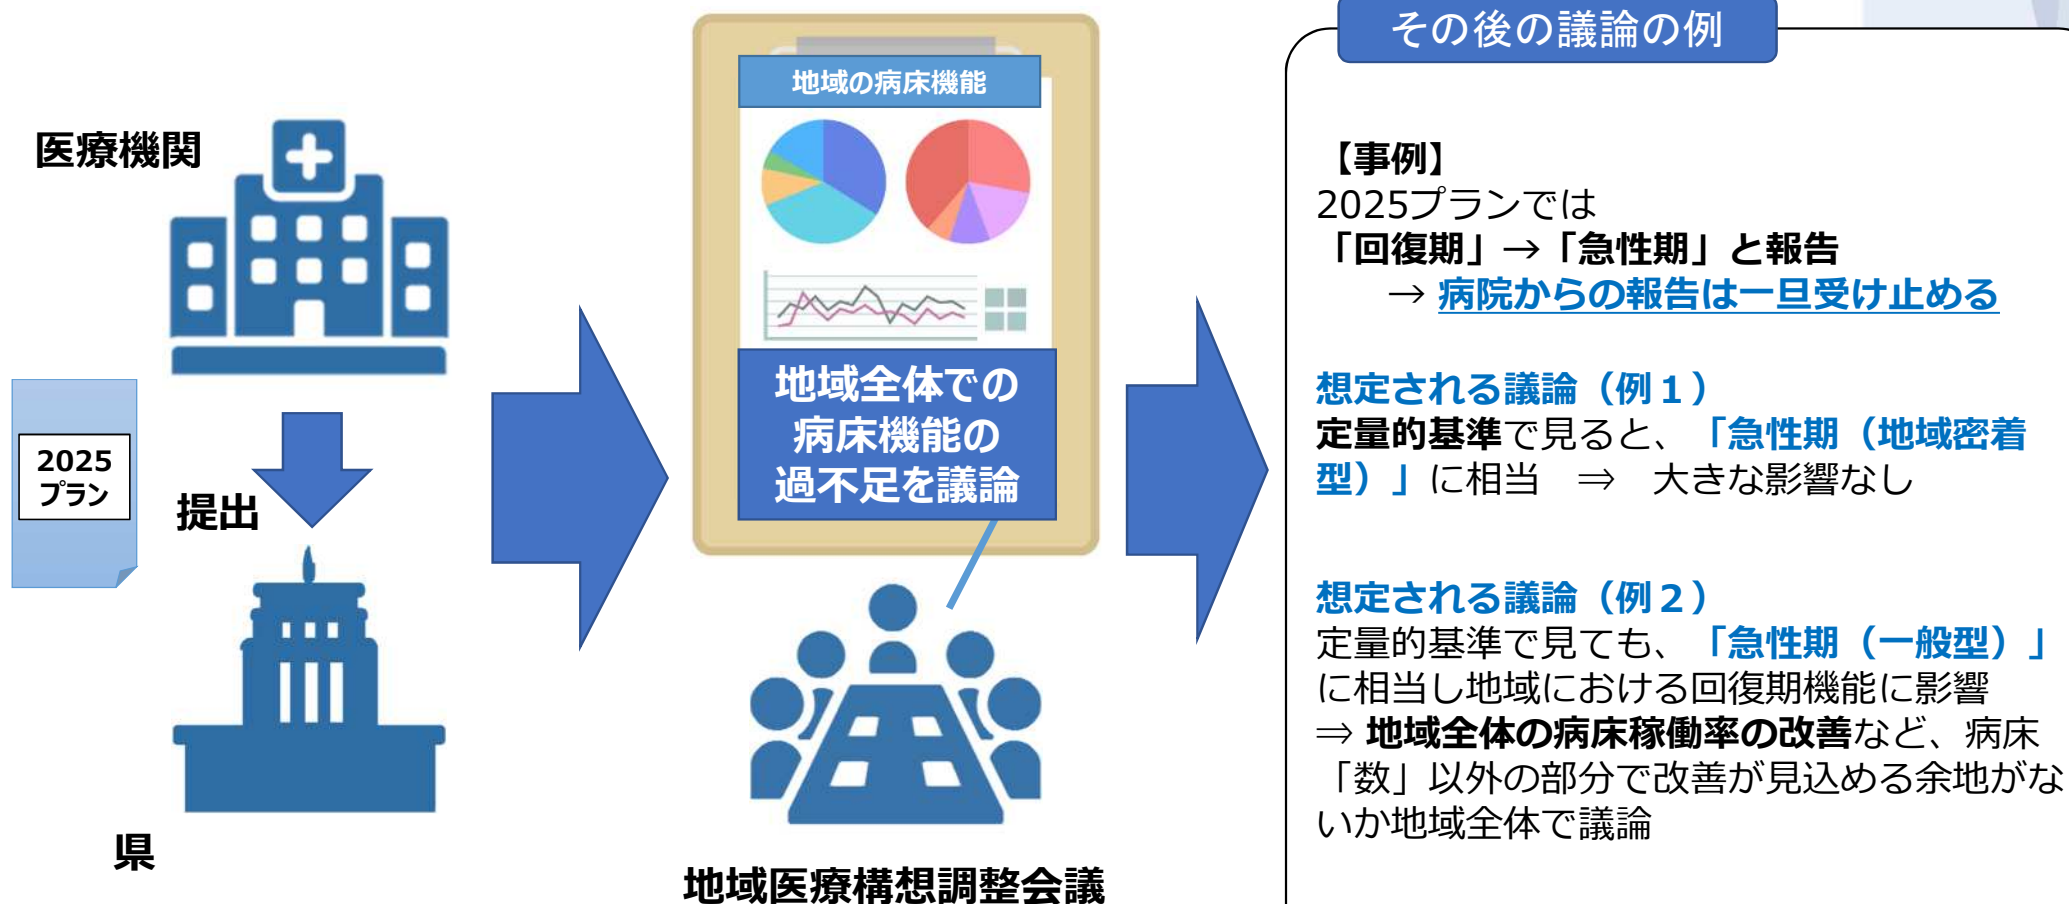 医療機関
2025
プラン
提出
県
地域の病床機能
地域全体での
病床機能の
過不足を議論
地域医療構想調整会議
その後の議論の例
【事例】
2025プランでは
「回復期」→「急性期」と報告
→ 病院からの報告は一旦受け止める
想定される議論（例１）
定量的基準で見ると、「急性期（地域密着
型）」に相当　⇒　大きな影響なし
想定される議論（例２）
定量的基準で見ても、「急性期（一般型）」
に相当し地域における回復期機能に影響
⇒ 地域全体の病床稼働率の改善など、病床
「数」以外の部分で改善が見込める余地がな
いか地域全体で議論